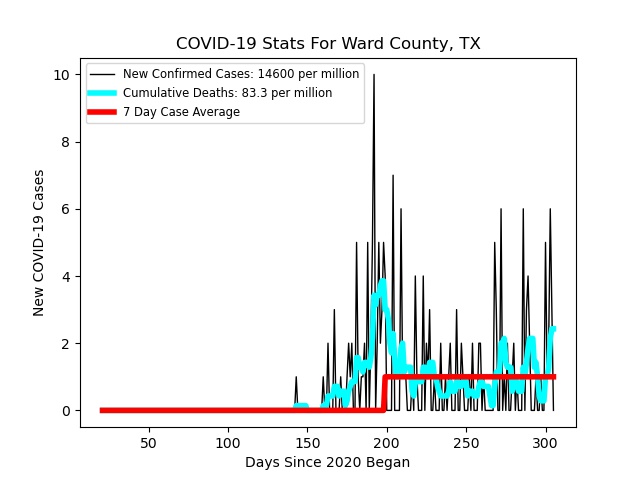 COVID-19 Stats For Ward County, TX
New Confirmed Cases: 14600 per million
Cumulative Deaths: 83.3 per million
7 Day Case Average
10
8
6
4
2
0
New COVID-19 Cases
50 100 150 200 250 300
Days Since 2020 Began